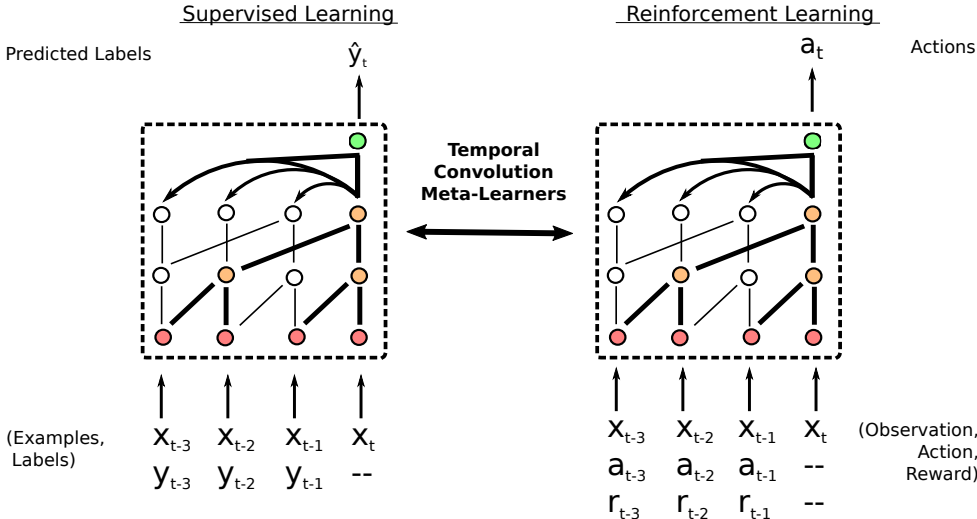 Supervised Learning
Reinforcement Learning
Predicted Labels ŷt
at Actions
Temporal
Convolution
Meta-Learners
(Examples,
Labels)
xt-3 xt-2 xt-1 xt
yt-3 yt-2 yt-1 --
xt-3 xt-2 xt-1 xt
at-3 at-2 at-1 --
rt-3 rt-2 rt-1 --
(Observation,
Action,
Reward)